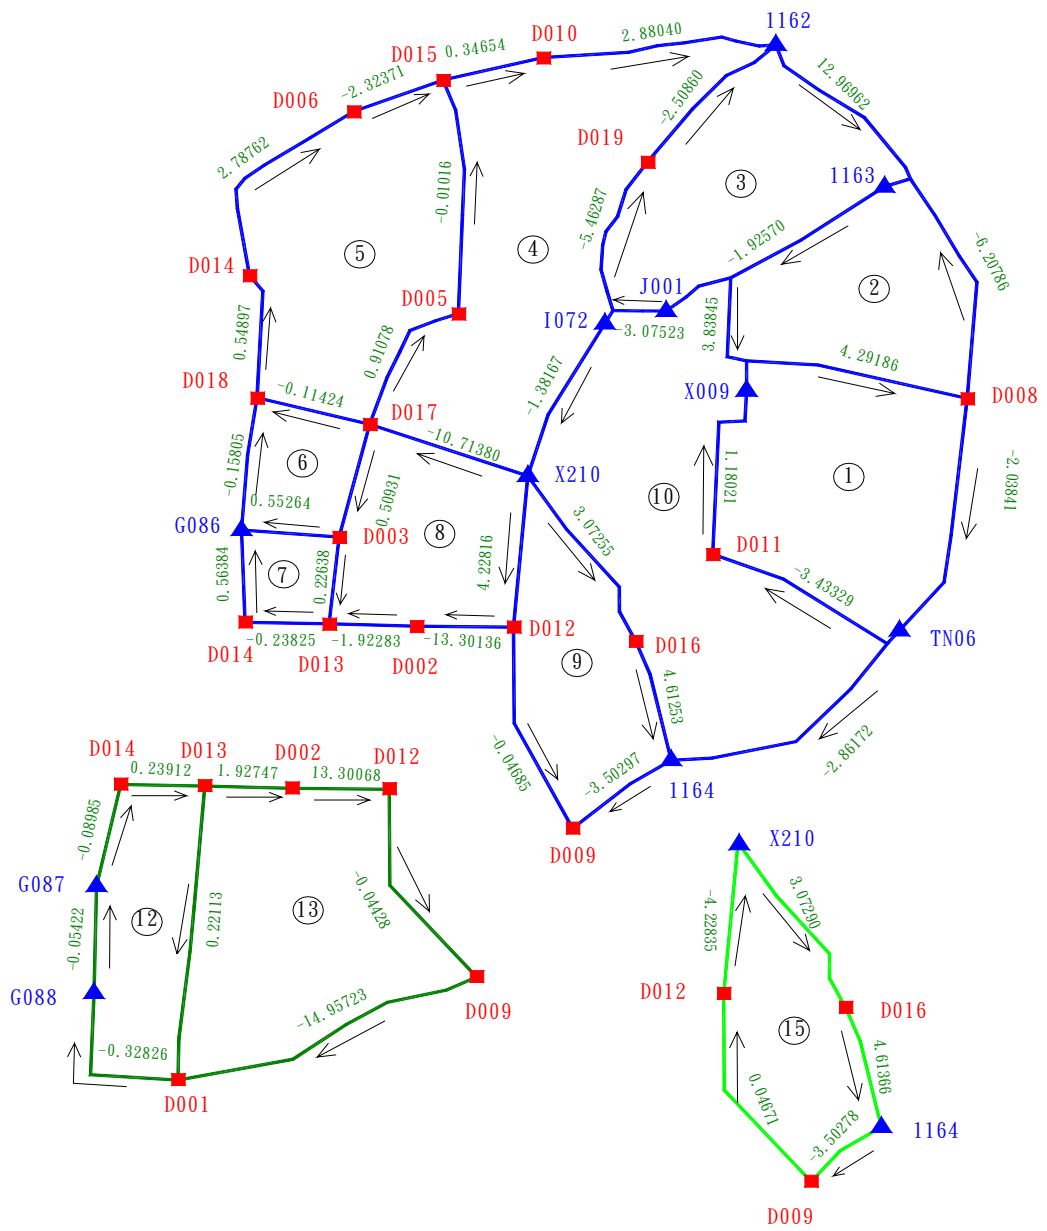 1162
D010
2.88040
D015
0.34654
-2.32371
D006
12.96962
-2.50860
D019
2.78762
-0.01016
3
1163
-5.46287
4
-1.92570
-6.20786
5
D014
J001
2
D005
I072
-3.07523
3.83845
0.54897
0.91078
-1.38167
4.29186
D018
-0.11424
D017
X009
D008
-10.71380
-0.15805
6
X210
1.18021
1
-2.03841
0.55264
0.50931
10
G086
D003
8
3.07255
D011
0.56384
7
0.22638
4.22816
-3.43329
D014
-0.23825
D013
-1.92283
D002
-13.30136
D012
9
D016
TN06
4.61253
-0.04685
-3.50297
1164
-2.86172
D009
D014
0.23912
D013
1.92747
D002
13.30068
D012
-0.08985
G087
-0.04428
-0.05422
12
0.22113
13
G088
-14.95723
D009
-0.32826
D001
X210
-4.22835
3.07290
D012
D016
15
4.61366
0.04671
-3.50278
1164
D009